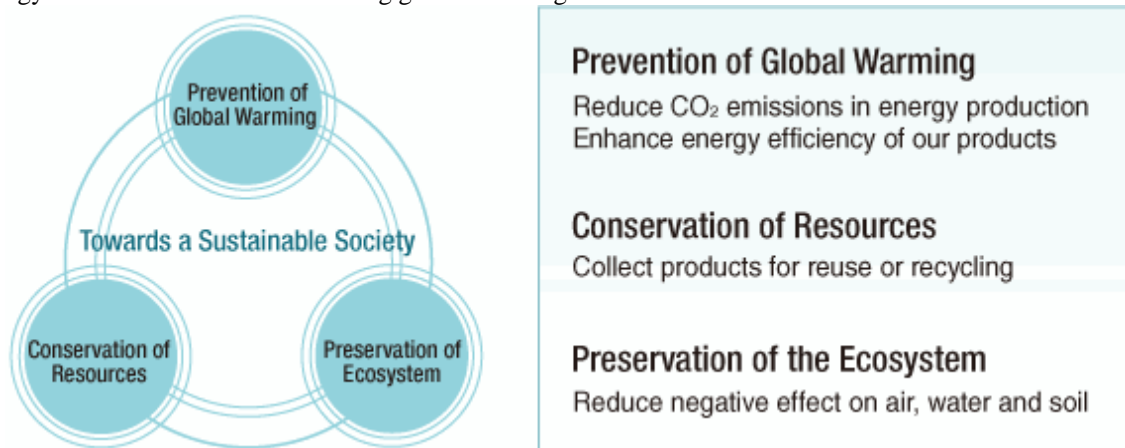 Prevention of
Global Warming
Towards a Sustainable Society
Conservation of
Resources
Preservation of
Ecosystem
Prevention of Global Warming
Reduce CO₂ emissions in energy production
Enhance energy efficiency of our products
Conservation of Resources
Collect products for reuse or recycling
Preservation of the Ecosystem
Reduce negative effect on air, water and soil